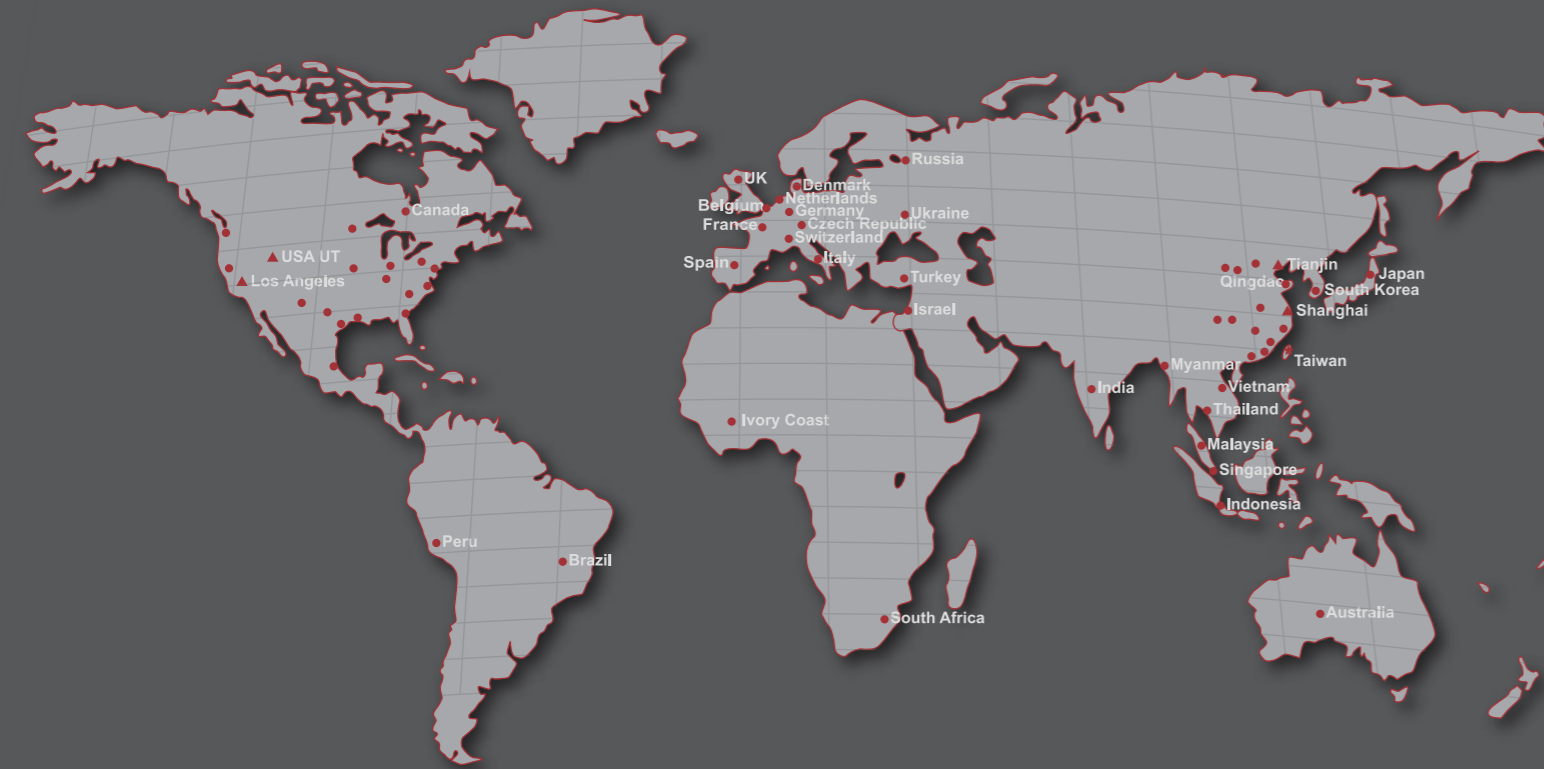 Russia
UK
Denmark
Netherlands
Belgium
Germany
Canada
Ukraine
France
Czech Republic
Switzerland
USA UT
Italy
Spain
Tianjin
Japan
Turkey
Los Angeles
Qingdao
South Korea
Israel
Shanghai
Taiwan
Myanmar
India
Vietnam
Thailand
Ivory Coast
Malaysia
Singapore
Indonesia
Peru
Brazil
Australia
South Africa